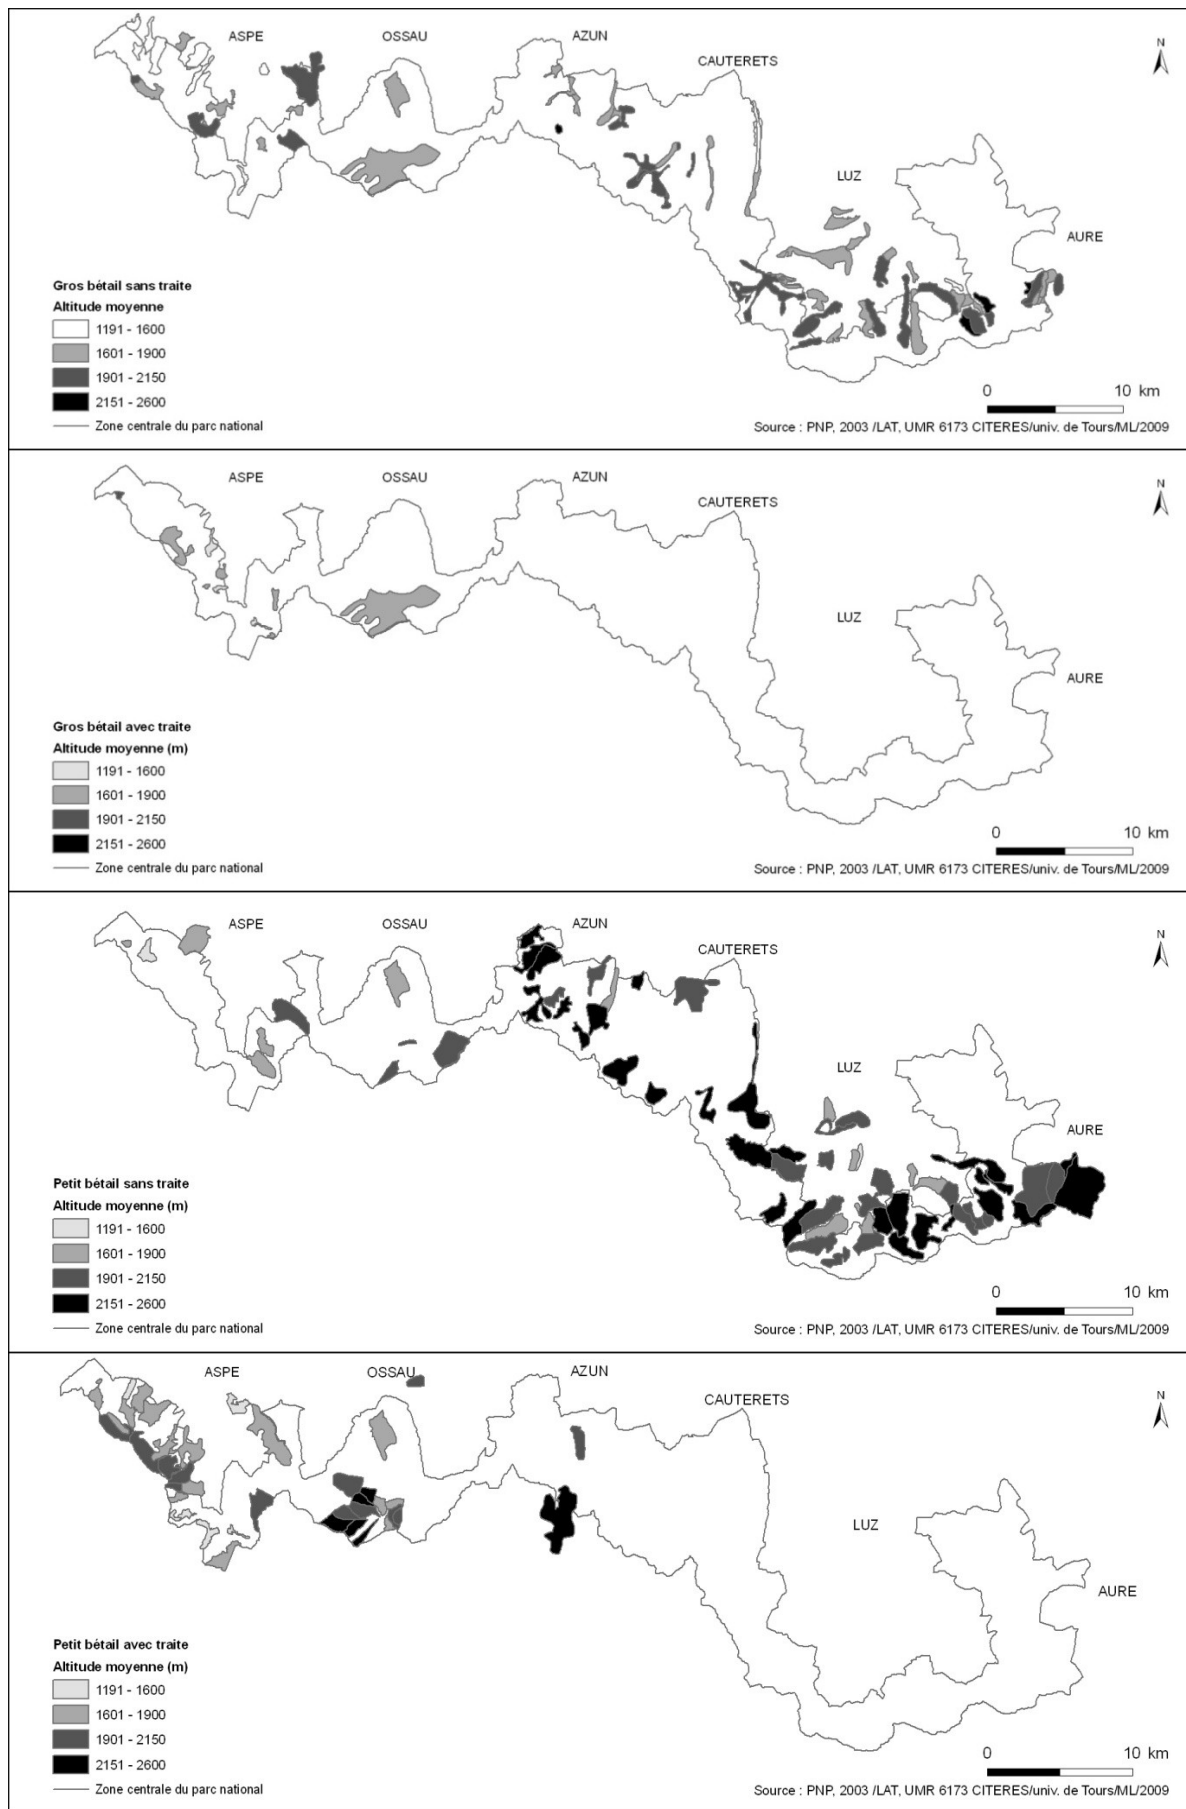 ASPE
OSSAU
AZUN
N
CAUTERETS
LUZ
AURE
Gros bétail sans traite
Altitude moyenne
1191 - 1600
1601 - 1900
1901 - 2150
2151 - 2600
Zone centrale du parc national
0 10 km
Source : PNP, 2003 /LAT, UMR 6173 CITERES/univ. de Tours/ML/2009
ASPE
OSSAU
AZUN
N
CAUTERETS
LUZ
AURE
Gros bétail avec traite
Altitude moyenne (m)
1191 - 1600
1601 - 1900
1901 - 2150
2151 - 2600
Zone centrale du parc national
0 10 km
Source : PNP, 2003 /LAT, UMR 6173 CITERES/univ. de Tours/ML/2009
ASPE
OSSAU
AZUN
N
CAUTERETS
LUZ
AURE
Petit bétail sans traite
Altitude moyenne (m)
1191 - 1600
1601 - 1900
1901 - 2150
2151 - 2600
Zone centrale du parc national
0 10 km
Source : PNP, 2003 /LAT, UMR 6173 CITERES/univ. de Tours/ML/2009
ASPE
OSSAU
AZUN
N
CAUTERETS
LUZ
AURE
Petit bétail avec traite
Altitude moyenne (m)
1191 - 1600
1601 - 1900
1901 - 2150
2151 - 2600
Zone centrale du parc national
0 10 km
Source : PNP, 2003 /LAT, UMR 6173 CITERES/univ. de Tours/ML/2009